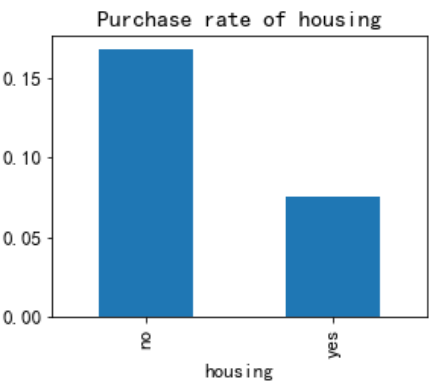 Purchase rate of housing
0.15
0.10
0.05
0.00
no
yes
housing